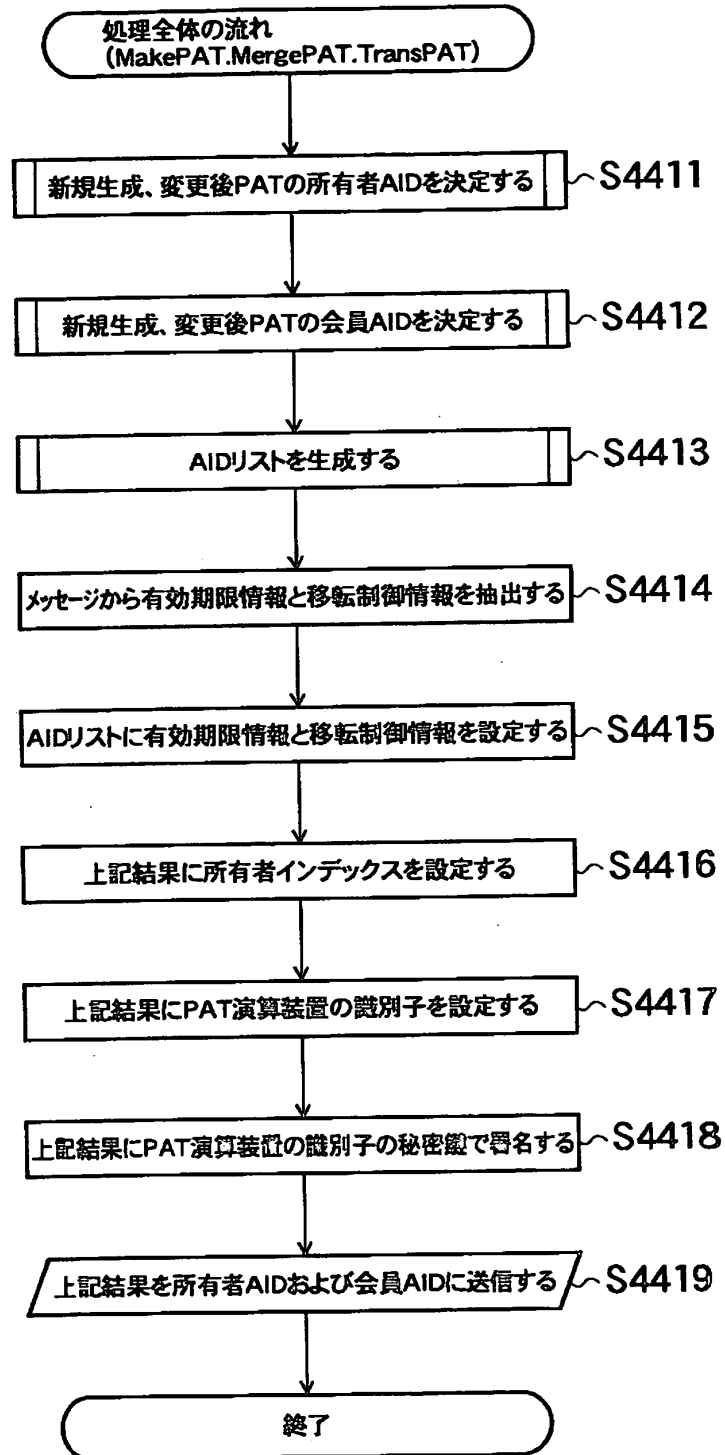 処理全体の流れ
(MakePAT.MergePAT.TransPAT)
新規生成、変更後PATの所有者AIDを決定する
S4411
新規生成、変更後PATの会員AIDを決定する
S4412
AIDリストを生成する
S4413
メッセージから有効期限情報と移転制御情報を抽出する
S4414
AIDリストに有効期限情報と移転制御情報を設定する
S4415
上記結果に所有者インデックスを設定する
S4416
上記結果にPAT演算装置の識別子を設定する
S4417
上記結果にPAT演算装置の識別子の秘密鍵で署名する
S4418
上記結果を所有者AIDおよび会員AIDに送信する
S4419
終了